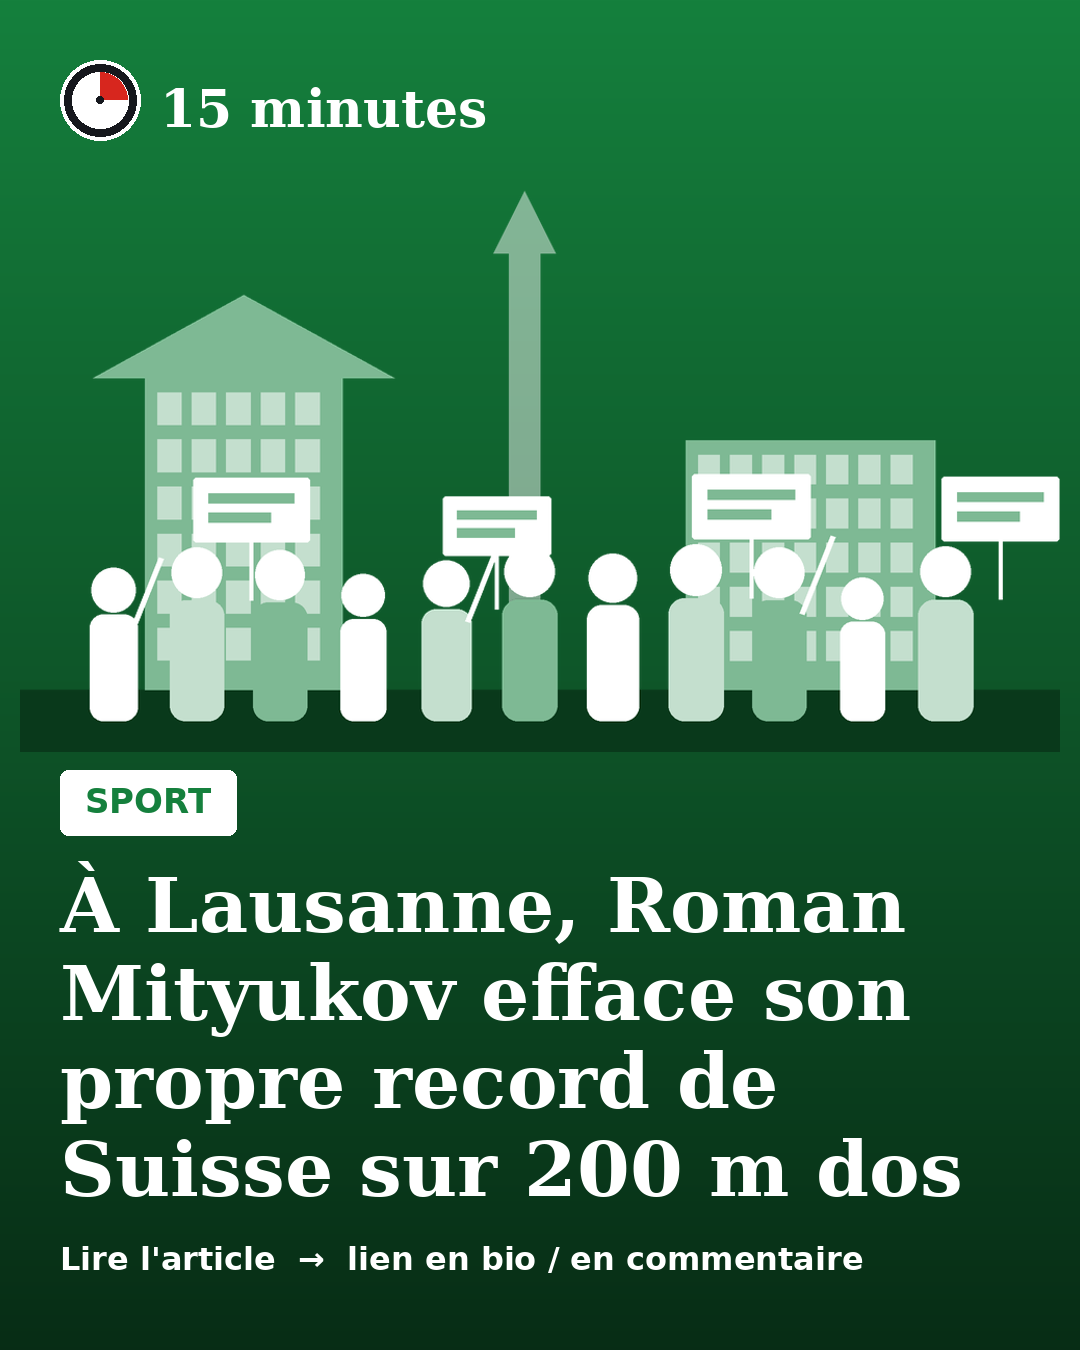 15 minutes
SPORT
À Lausanne, Roman
Mityukov efface son
propre record de
Suisse sur 200 m dos
Lire l'article → lien en bio / en commentaire